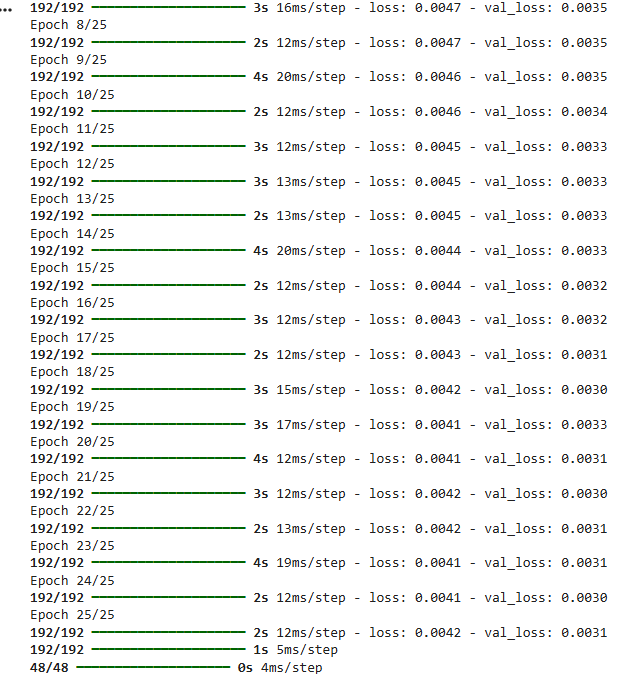 ... 192/192 ━━━━━━━━━━━━━━━━━━━━ 3s 16ms/step - loss: 0.0047 - val_loss: 0.0035
Epoch 8/25
192/192 ━━━━━━━━━━━━━━━━━━━━ 2s 12ms/step - loss: 0.0047 - val_loss: 0.0035
Epoch 9/25
192/192 ━━━━━━━━━━━━━━━━━━━━ 4s 20ms/step - loss: 0.0046 - val_loss: 0.0035
Epoch 10/25
192/192 ━━━━━━━━━━━━━━━━━━━━ 2s 12ms/step - loss: 0.0046 - val_loss: 0.0034
Epoch 11/25
192/192 ━━━━━━━━━━━━━━━━━━━━ 3s 12ms/step - loss: 0.0045 - val_loss: 0.0033
Epoch 12/25
192/192 ━━━━━━━━━━━━━━━━━━━━ 3s 13ms/step - loss: 0.0045 - val_loss: 0.0033
Epoch 13/25
192/192 ━━━━━━━━━━━━━━━━━━━━ 2s 13ms/step - loss: 0.0045 - val_loss: 0.0033
Epoch 14/25
192/192 ━━━━━━━━━━━━━━━━━━━━ 4s 20ms/step - loss: 0.0044 - val_loss: 0.0033
Epoch 15/25
192/192 ━━━━━━━━━━━━━━━━━━━━ 2s 12ms/step - loss: 0.0044 - val_loss: 0.0032
Epoch 16/25
192/192 ━━━━━━━━━━━━━━━━━━━━ 3s 12ms/step - loss: 0.0043 - val_loss: 0.0032
Epoch 17/25
192/192 ━━━━━━━━━━━━━━━━━━━━ 2s 12ms/step - loss: 0.0043 - val_loss: 0.0031
Epoch 18/25
192/192 ━━━━━━━━━━━━━━━━━━━━ 3s 15ms/step - loss: 0.0042 - val_loss: 0.0030
Epoch 19/25
192/192 ━━━━━━━━━━━━━━━━━━━━ 3s 17ms/step - loss: 0.0041 - val_loss: 0.0033
Epoch 20/25
192/192 ━━━━━━━━━━━━━━━━━━━━ 4s 12ms/step - loss: 0.0041 - val_loss: 0.0031
Epoch 21/25
192/192 ━━━━━━━━━━━━━━━━━━━━ 3s 12ms/step - loss: 0.0042 - val_loss: 0.0030
Epoch 22/25
192/192 ━━━━━━━━━━━━━━━━━━━━ 2s 13ms/step - loss: 0.0042 - val_loss: 0.0031
Epoch 23/25
192/192 ━━━━━━━━━━━━━━━━━━━━ 4s 19ms/step - loss: 0.0041 - val_loss: 0.0031
Epoch 24/25
192/192 ━━━━━━━━━━━━━━━━━━━━ 2s 12ms/step - loss: 0.0041 - val_loss: 0.0030
Epoch 25/25
192/192 ━━━━━━━━━━━━━━━━━━━━ 2s 12ms/step - loss: 0.0042 - val_loss: 0.0031
192/192 ━━━━━━━━━━━━━━━━━━━━ 1s 5ms/step
48/48 ━━━━━━━━━━━━━━━━━━━━ 0s 4ms/step